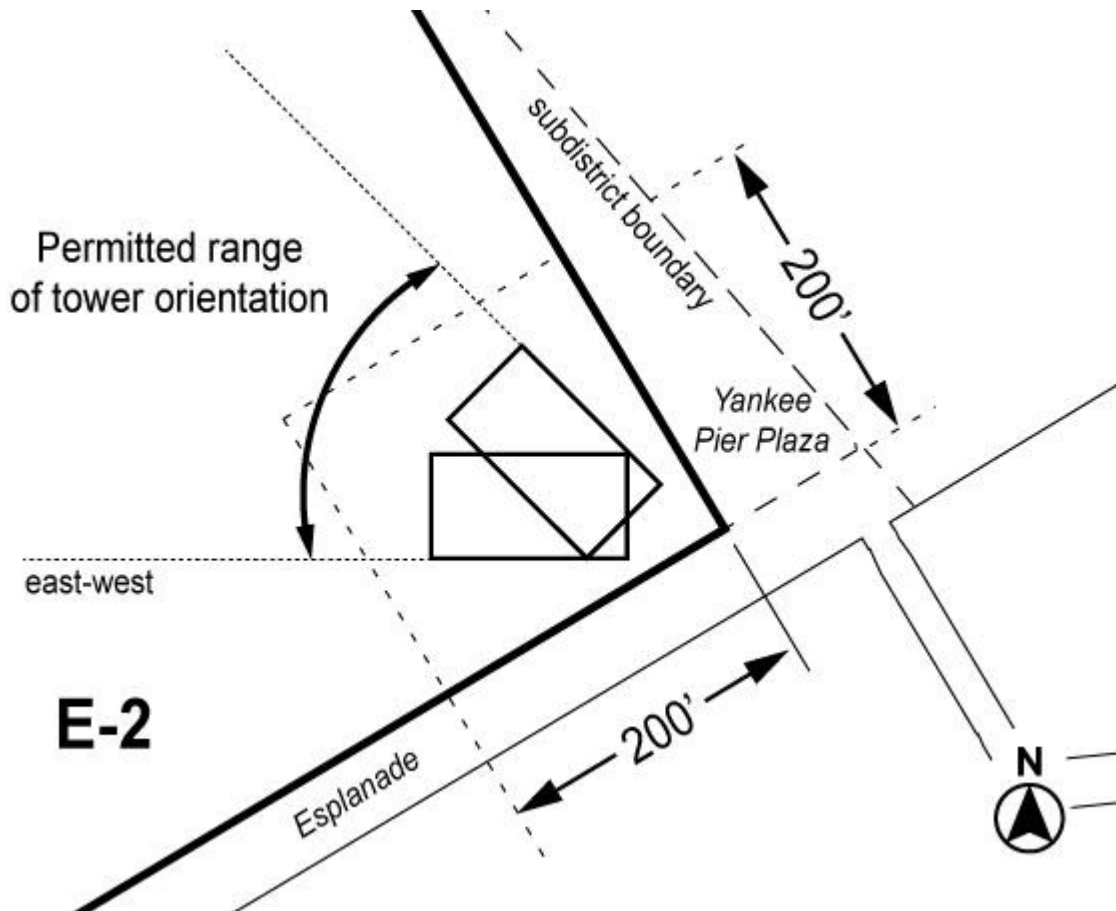 subdistrict boundary
Permitted range
of tower orientation
200’
Yankee
Pier Plaza
east-west
E-2
200’
Esplanade
N